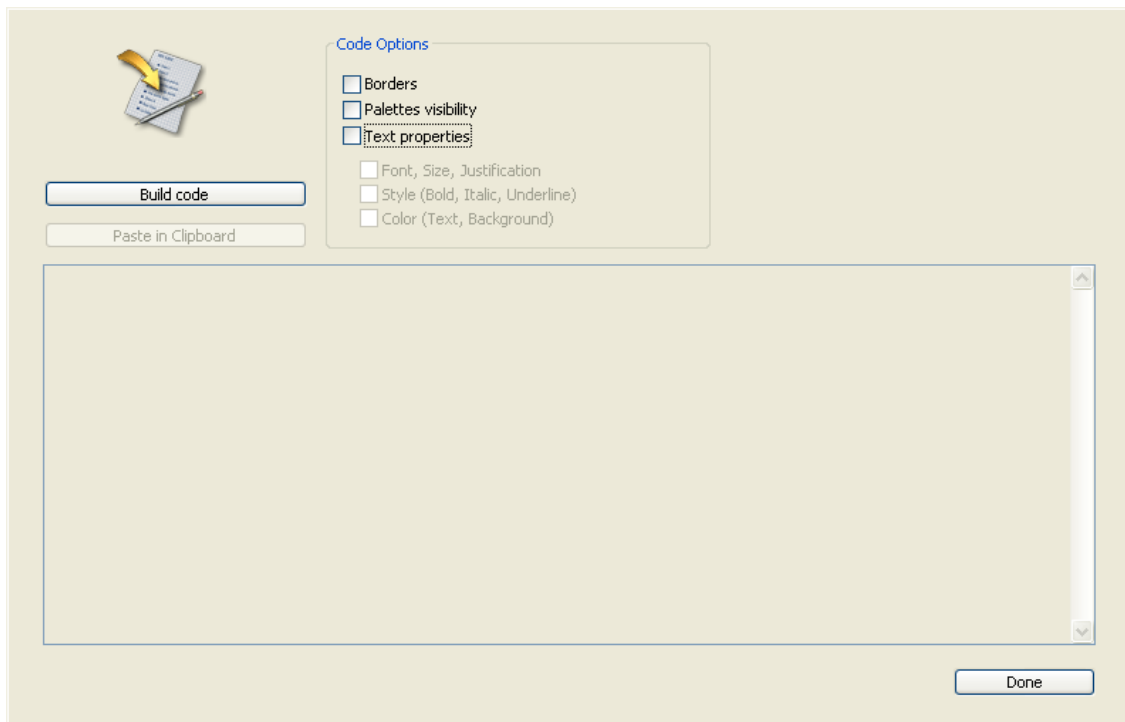 Code Options
Borders
Palettes visibility
Text properties
Font, Size, Justification
Style (Bold, Italic, Underline)
Color (Text, Background)
Build code
Paste in Clipboard
Done